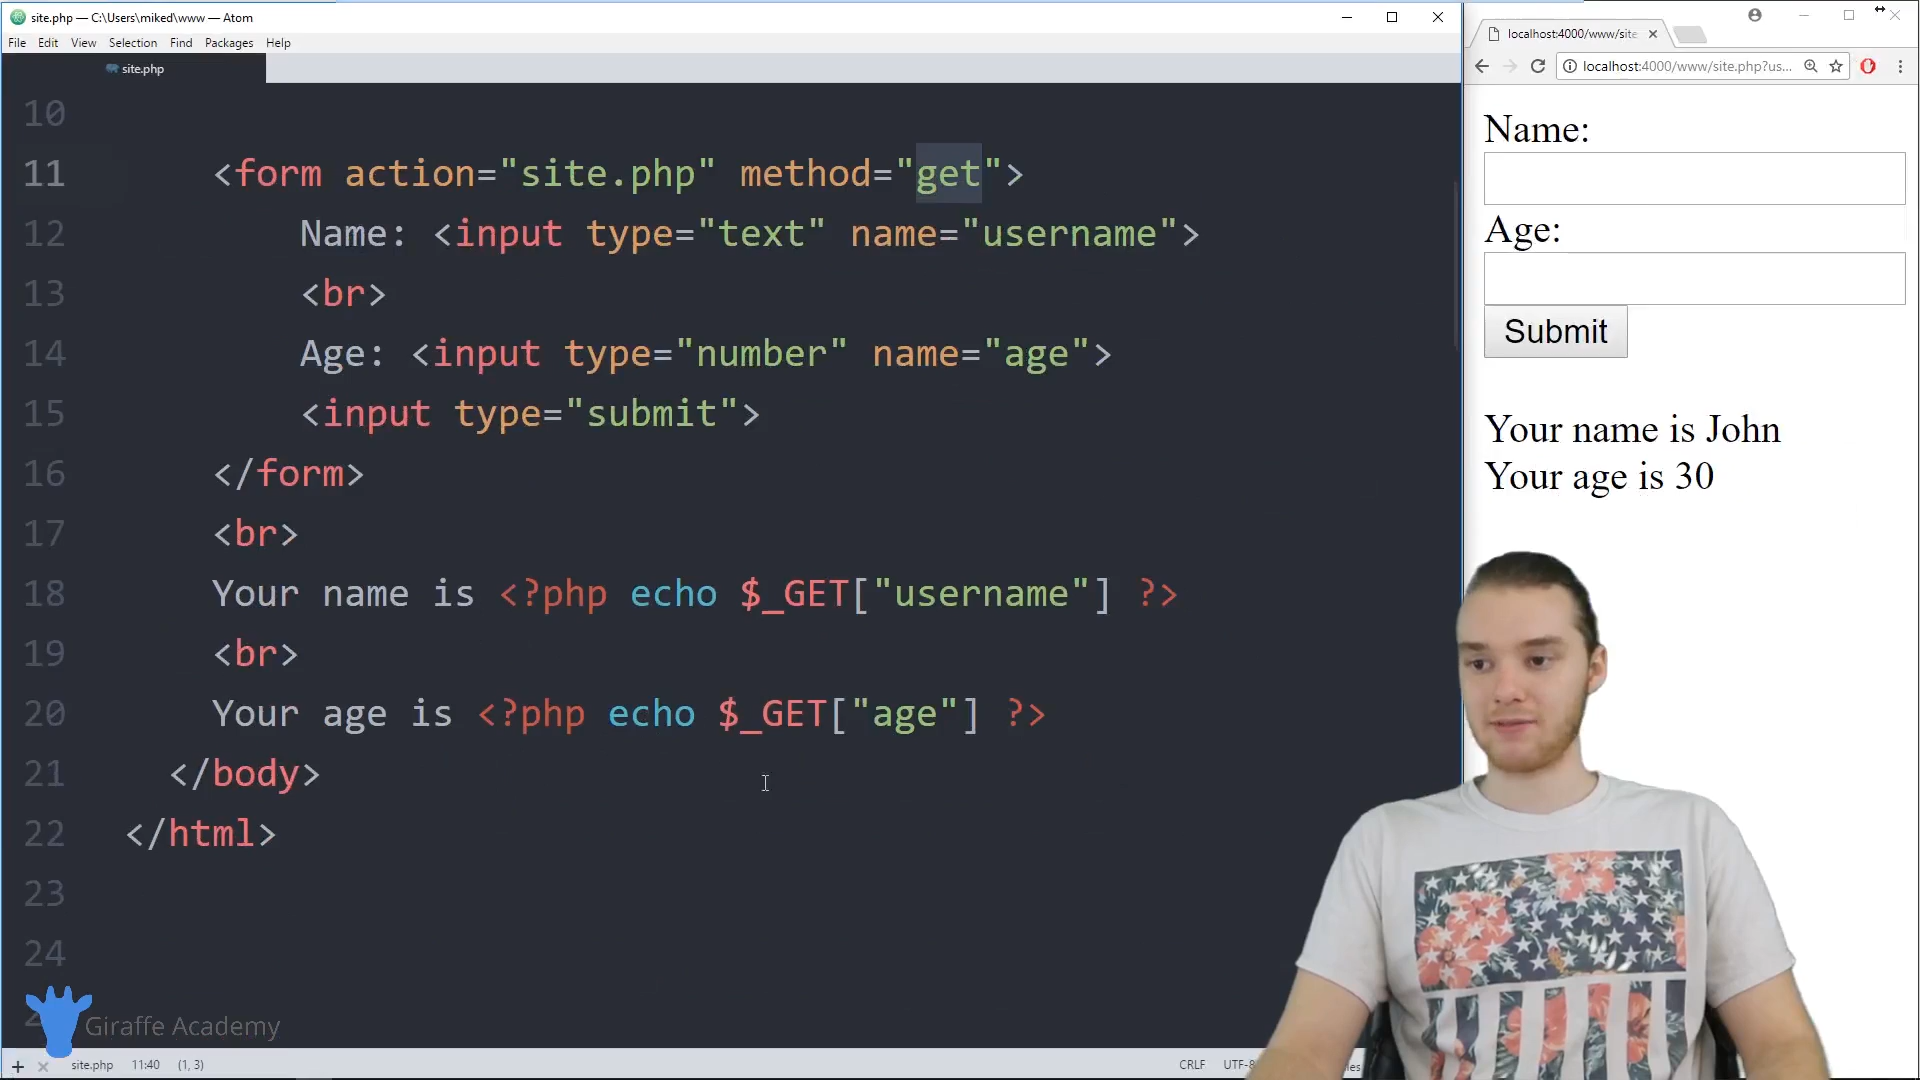 site.php — C:\Users\miked\www — Atom
File Edit View Selection Find Packages Help
site.php
10
11 <form action="site.php" method="get">
12 Name: <input type="text" name="username">
13 <br>
14 Age: <input type="number" name="age">
15 <input type="submit">
16 </form>
17 <br>
18 Your name is <?php echo $_GET["username"] ?>
19 <br>
20 Your age is <?php echo $_GET["age"] ?>
21 </body>
22 </html>
23
24
Giraffe Academy
site.php 11:40 (1, 3) CRLF
localhost:4000/www/site
localhost:4000/www/site.php?us...
Name:
Age:
Submit
Your name is John
Your age is 30